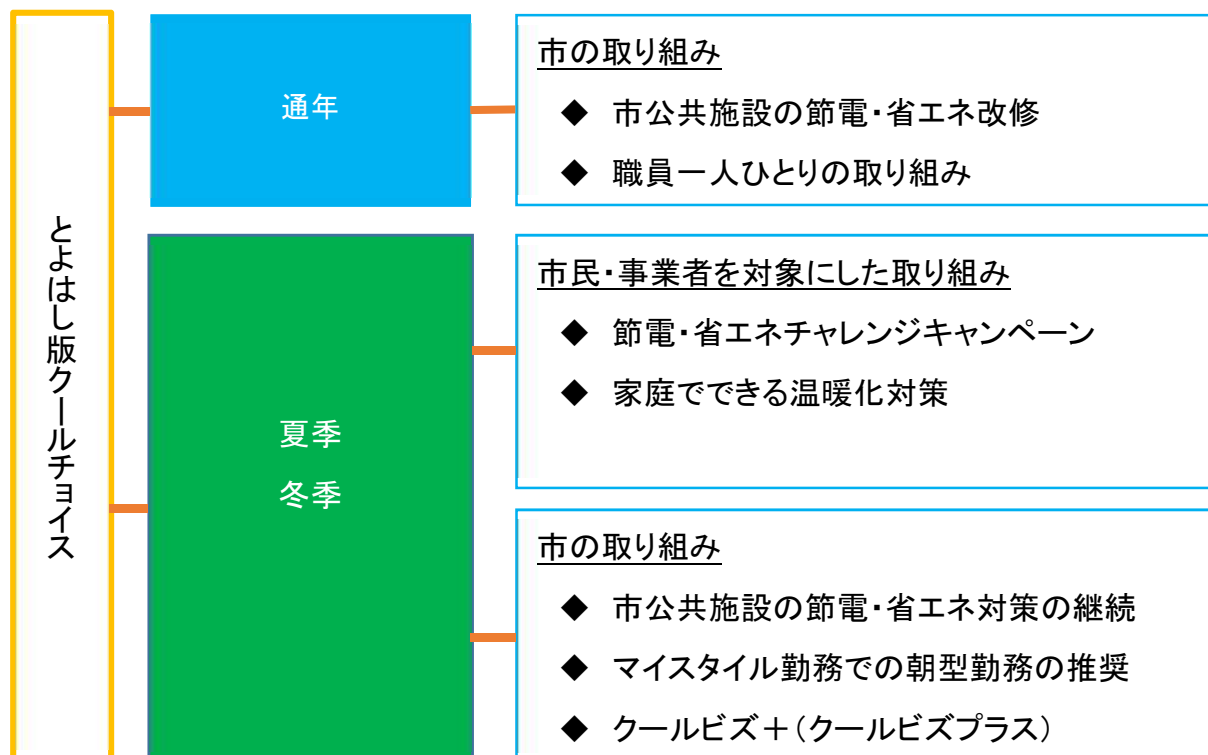 とよはし版クールチョイス
通年
市の取り組み
◆ 市公共施設の節電・省エネ改修
◆ 職員一人ひとりの取り組み
夏季
冬季
市民・事業者を対象にした取り組み
◆ 節電・省エネチャレンジキャンペーン
◆ 家庭でできる温暖化対策
市の取り組み
◆ 市公共施設の節電・省エネ対策の継続
◆ マイスタイル勤務での朝型勤務の推奨
◆ クールビズ＋（クールビズプラス）